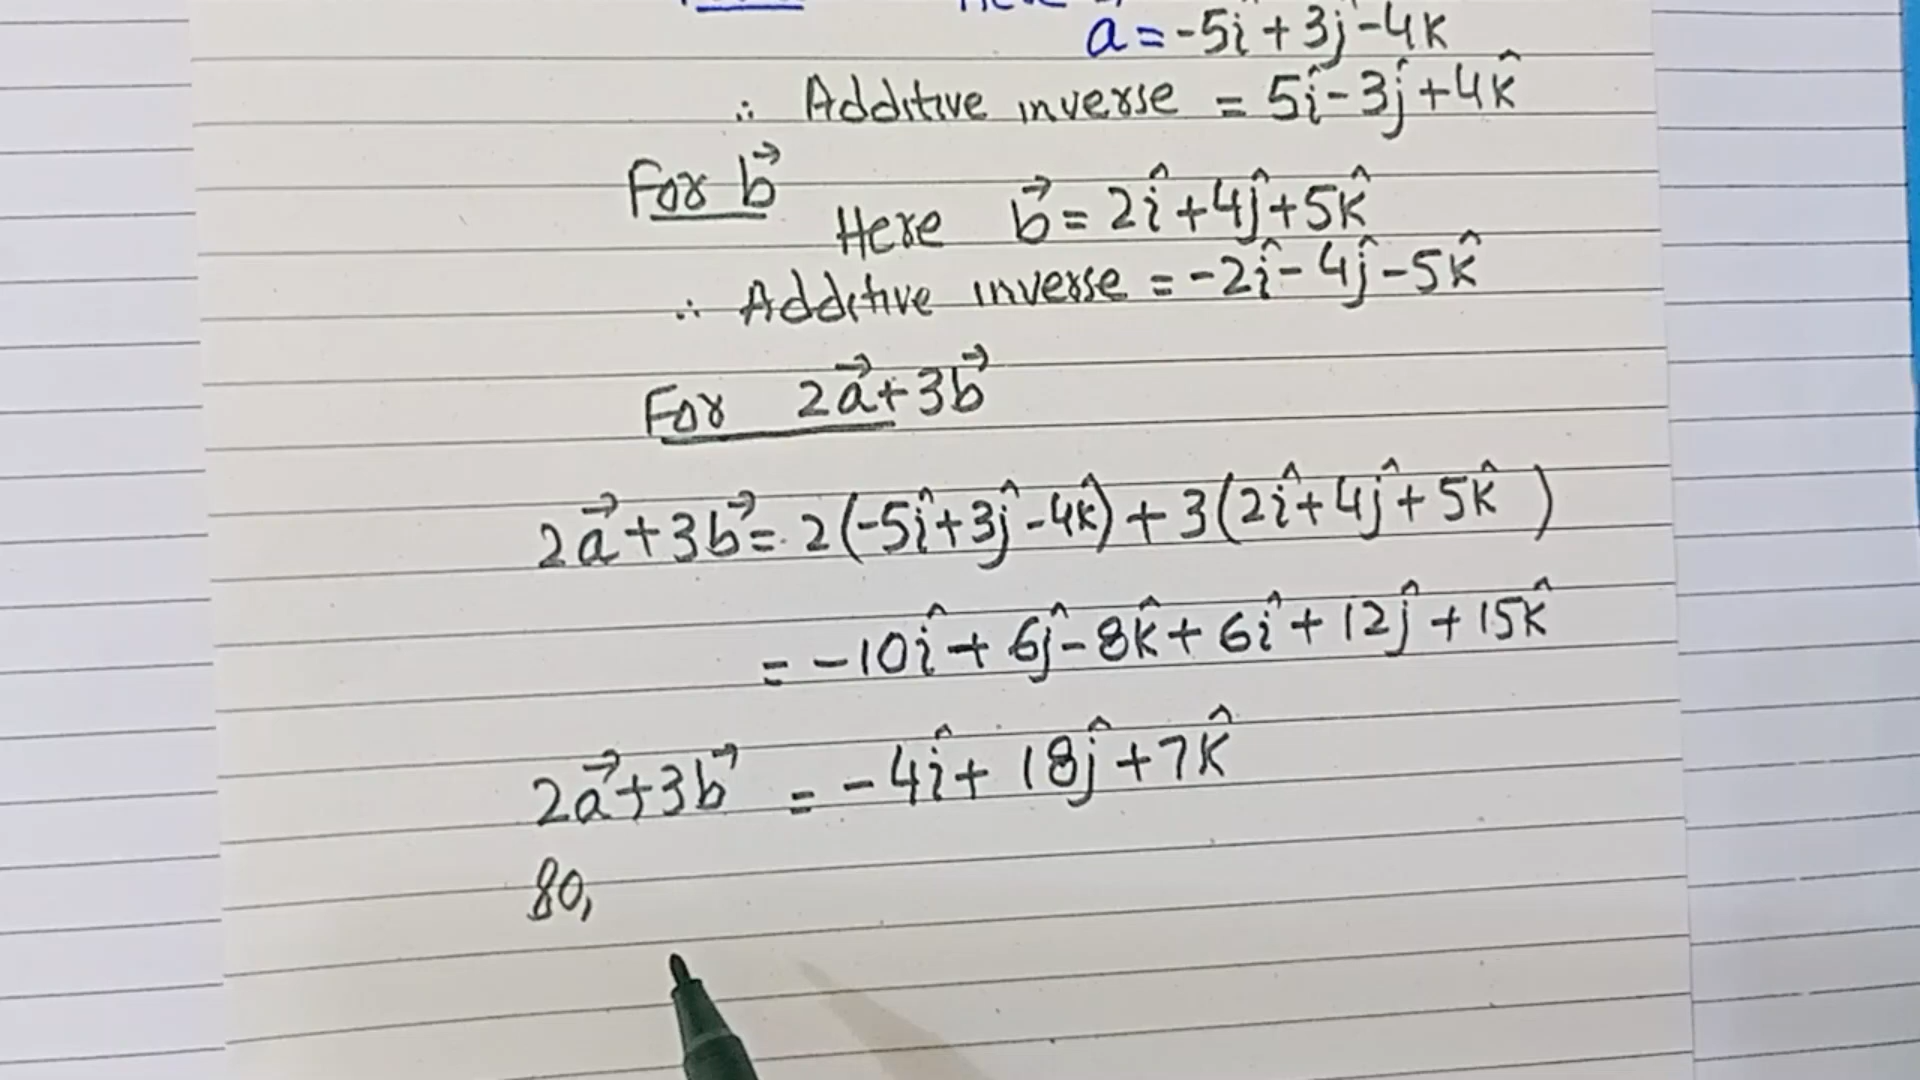 a = -5i + 3j - 4k
∴ Additive inverse = 5î - 3ĵ + 4k̂
For b⃗
Here b⃗ = 2î + 4ĵ + 5k̂
∴ Additive inverse = -2î - 4ĵ - 5k̂
For 2a⃗ + 3b⃗
2a⃗ + 3b⃗ = 2(-5î + 3ĵ - 4k̂) + 3(2î + 4ĵ + 5k̂)
= -10î + 6ĵ - 8k̂ + 6î + 12ĵ + 15k̂
2a⃗ + 3b⃗ = -4î + 18ĵ + 7k̂
So,